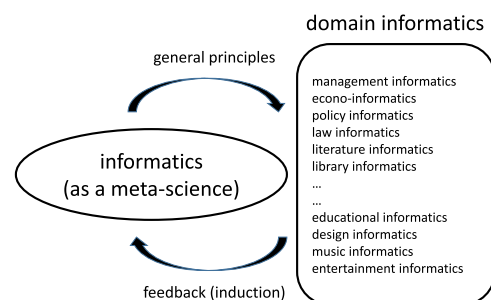 domain informatics
general principles
management informatics
econo-informatics
policy informatics
law informatics
literature informatics
library informatics
...
...
educational informatics
design informatics
music informatics
entertainment informatics
informatics
(as a meta-science)
feedback (induction)